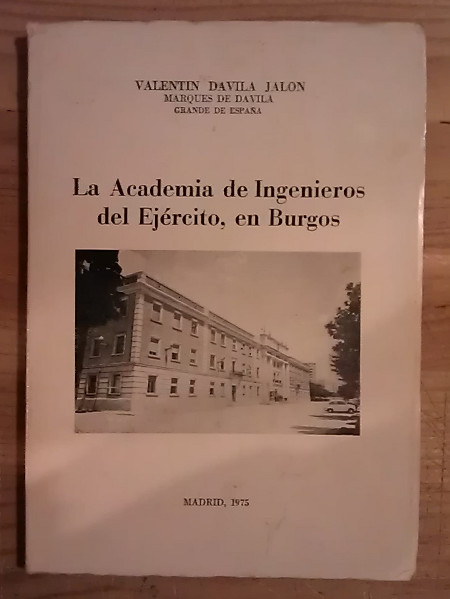 VALENTIN DAVILA JALON
MARQUES DE DAVILA
GRANDE DE ESPAÑA
La Academia de Ingenieros
del Ejército, en Burgos
MADRID, 1975